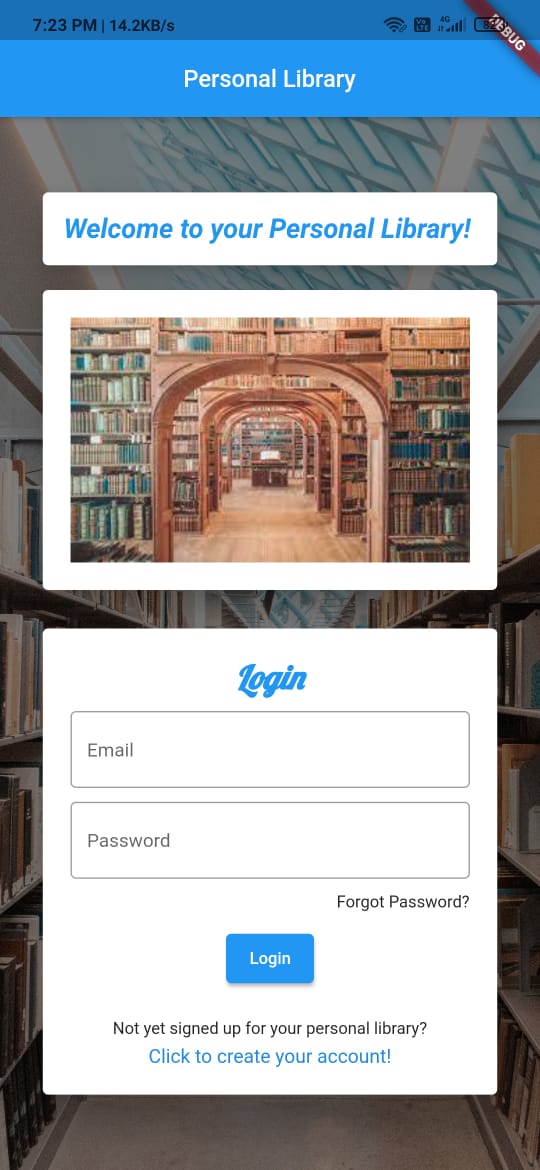 7:23 PM | 14.2KB/s
4G
DEBUG
Personal Library
Welcome to your Personal Library!
Login
Email
Password
Forgot Password?
Login
Not yet signed up for your personal library?
Click to create your account!